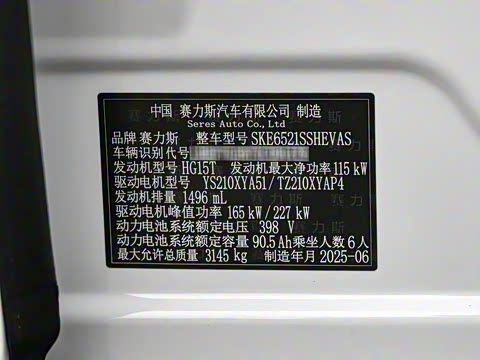 中国 赛力斯汽车有限公司 制造
Seres Auto Co., Ltd
品牌 赛力斯 整车型号 SKE6521SSHEVAS
车辆识别代号
发动机型号 HG15T 发动机最大净功率 115 kW
驱动电机型号 YS210XYA51/TZ210XYAP4
发动机排量 1496 mL
驱动电机峰值功率 165 kW/227 kW
动力电池系统额定电压 398 V
动力电池系统额定容量 90.5 Ah乘坐人数 6 人
最大允许总质量 3145 kg 制造年月 2025-06